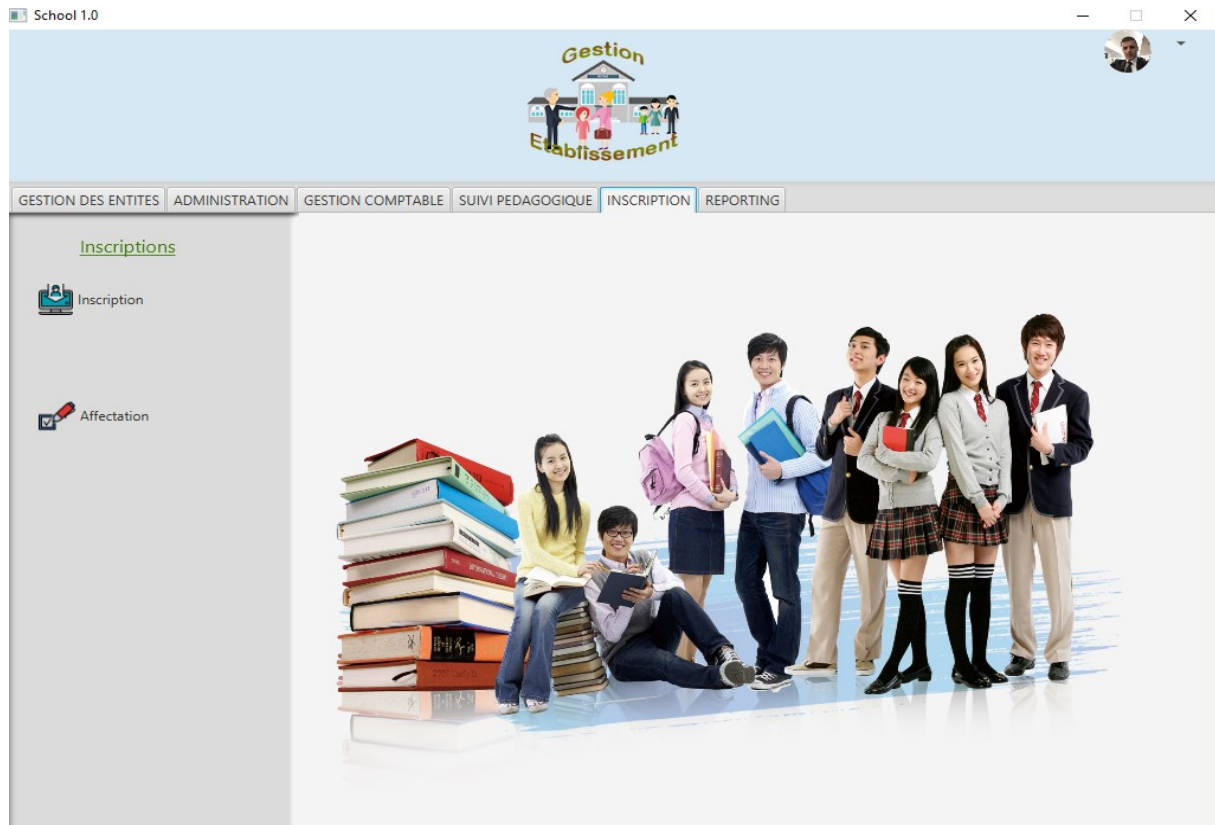 School 1.0
Gestion
Etablissement
GESTION DES ENTITES
ADMINISTRATION
GESTION COMPTABLE
SUIVI PEDAGOGIQUE
INSCRIPTION
REPORTING
Inscriptions
Inscription
Affectation